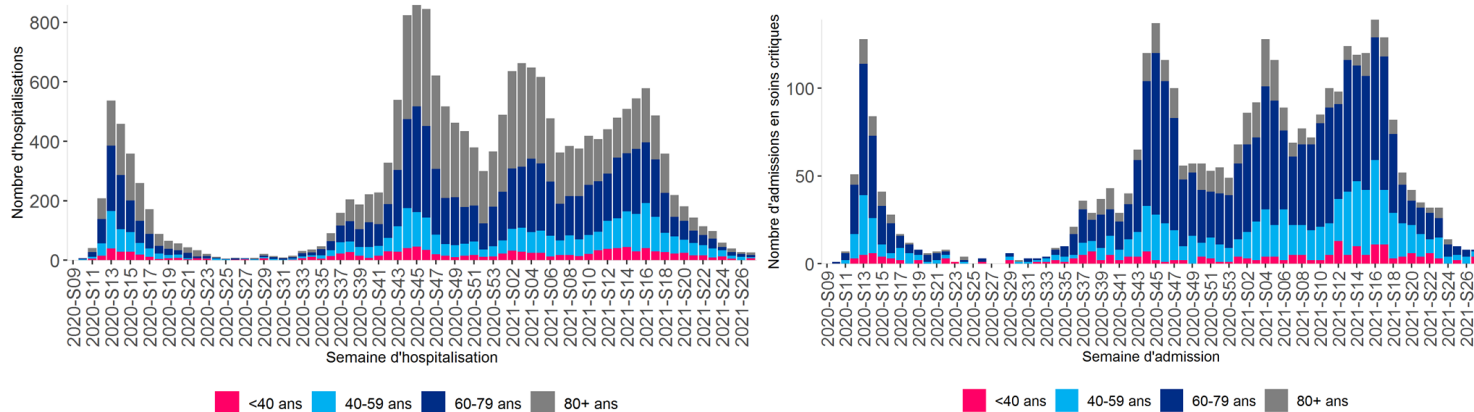 Nombre d'hospitalisations
800
600
400
200
0
2020-S09
2020-S11
2020-S13
2020-S15
2020-S17
2020-S19
2020-S21
2020-S23
2020-S25
2020-S27
2020-S29
2020-S31
2020-S33
2020-S35
2020-S37
2020-S39
2020-S41
2020-S43
2020-S45
2020-S47
2020-S49
2020-S51
2020-S53
2021-S02
2021-S04
2021-S06
2021-S08
2021-S10
2021-S12
2021-S14
2021-S16
2021-S18
2021-S20
2021-S22
2021-S24
2021-S26
Semaine d'hospitalisation
<40 ans 40-59 ans 60-79 ans 80+ ans
Nombre d'admissions en soins critiques
100
50
0
2020-S09
2020-S11
2020-S13
2020-S15
2020-S17
2020-S19
2020-S21
2020-S23
2020-S25
2020-S27
2020-S29
2020-S31
2020-S33
2020-S35
2020-S37
2020-S39
2020-S41
2020-S43
2020-S45
2020-S47
2020-S49
2020-S51
2020-S53
2021-S02
2021-S04
2021-S06
2021-S08
2021-S10
2021-S12
2021-S14
2021-S16
2021-S18
2021-S20
2021-S22
2021-S24
2021-S26
Semaine d'admission
<40 ans 40-59 ans 60-79 ans 80+ ans